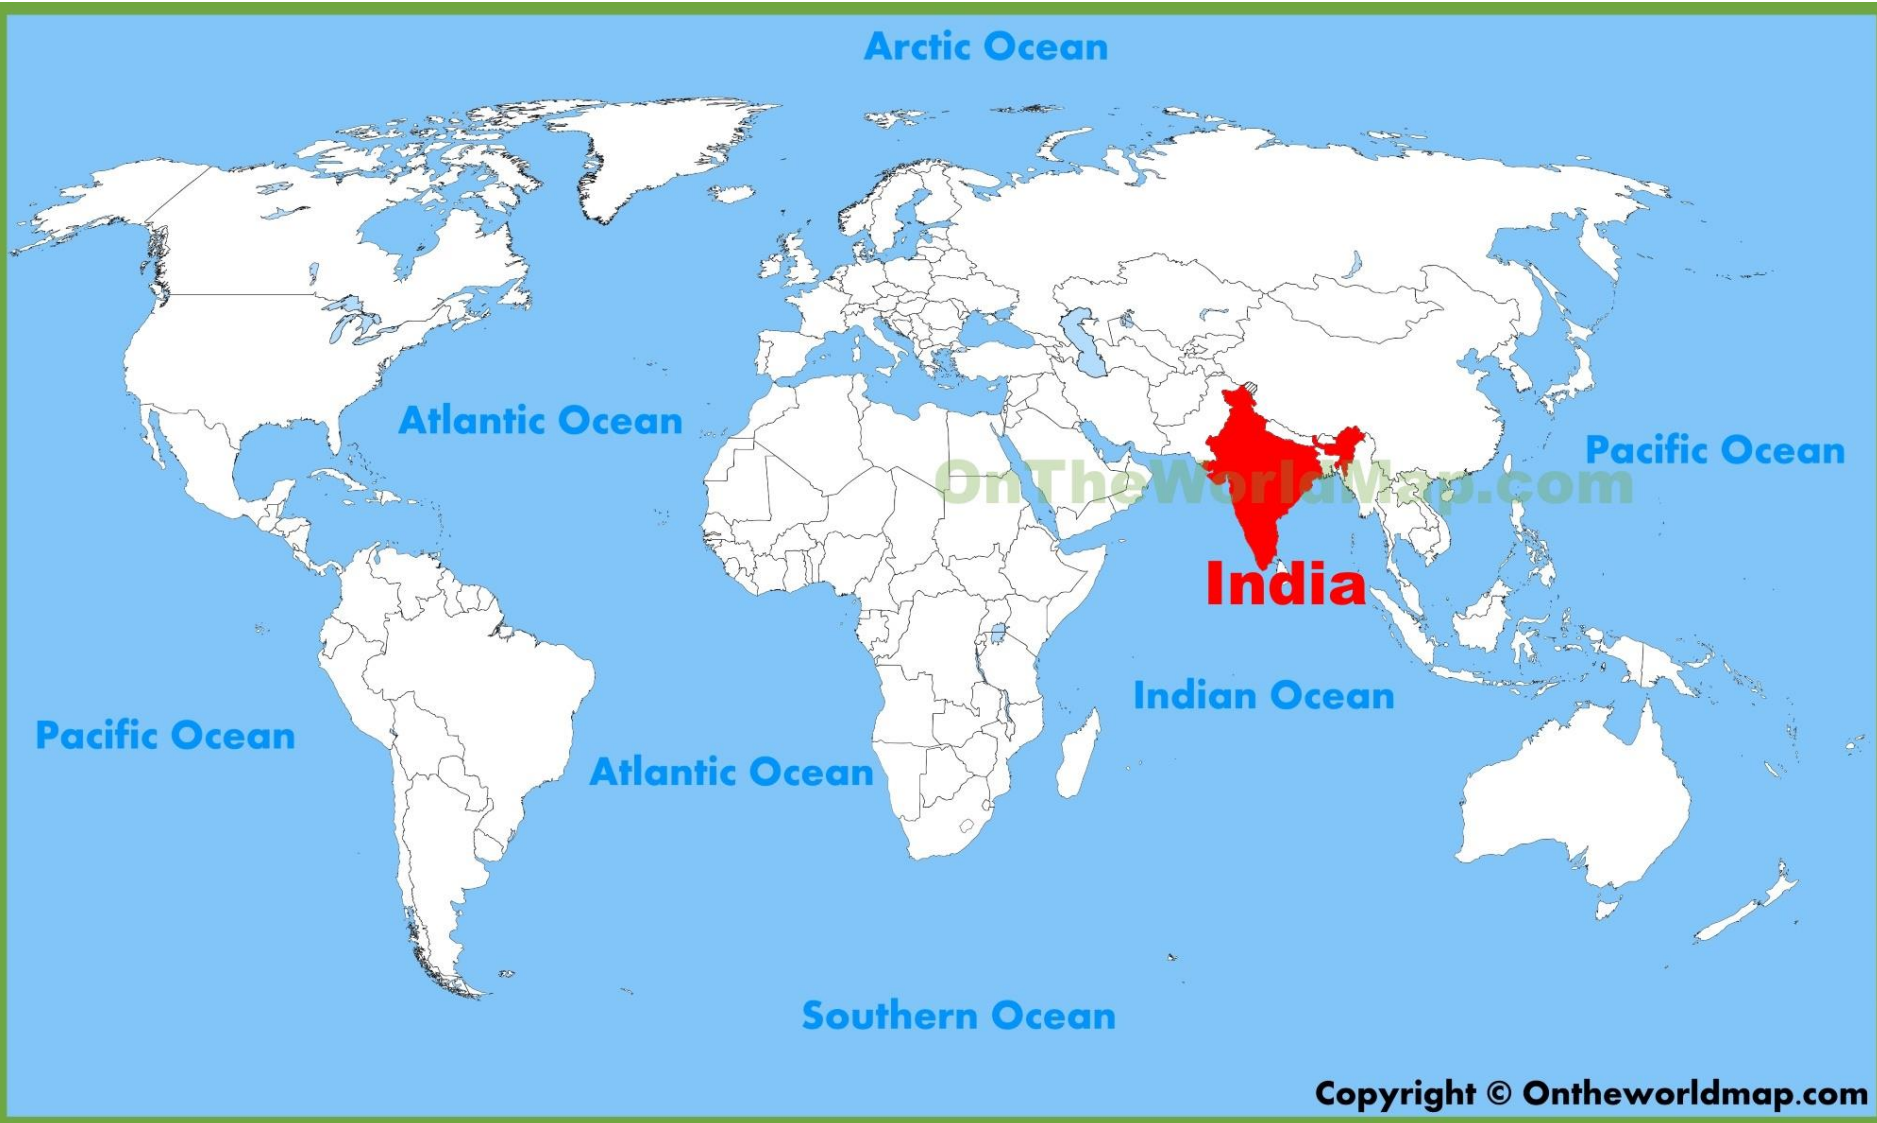 Arctic Ocean
Atlantic Ocean
Pacific Ocean
OnTheWorldMap.com
India
Indian Ocean
Pacific Ocean
Atlantic Ocean
Southern Ocean
Copyright © Ontheworldmap.com